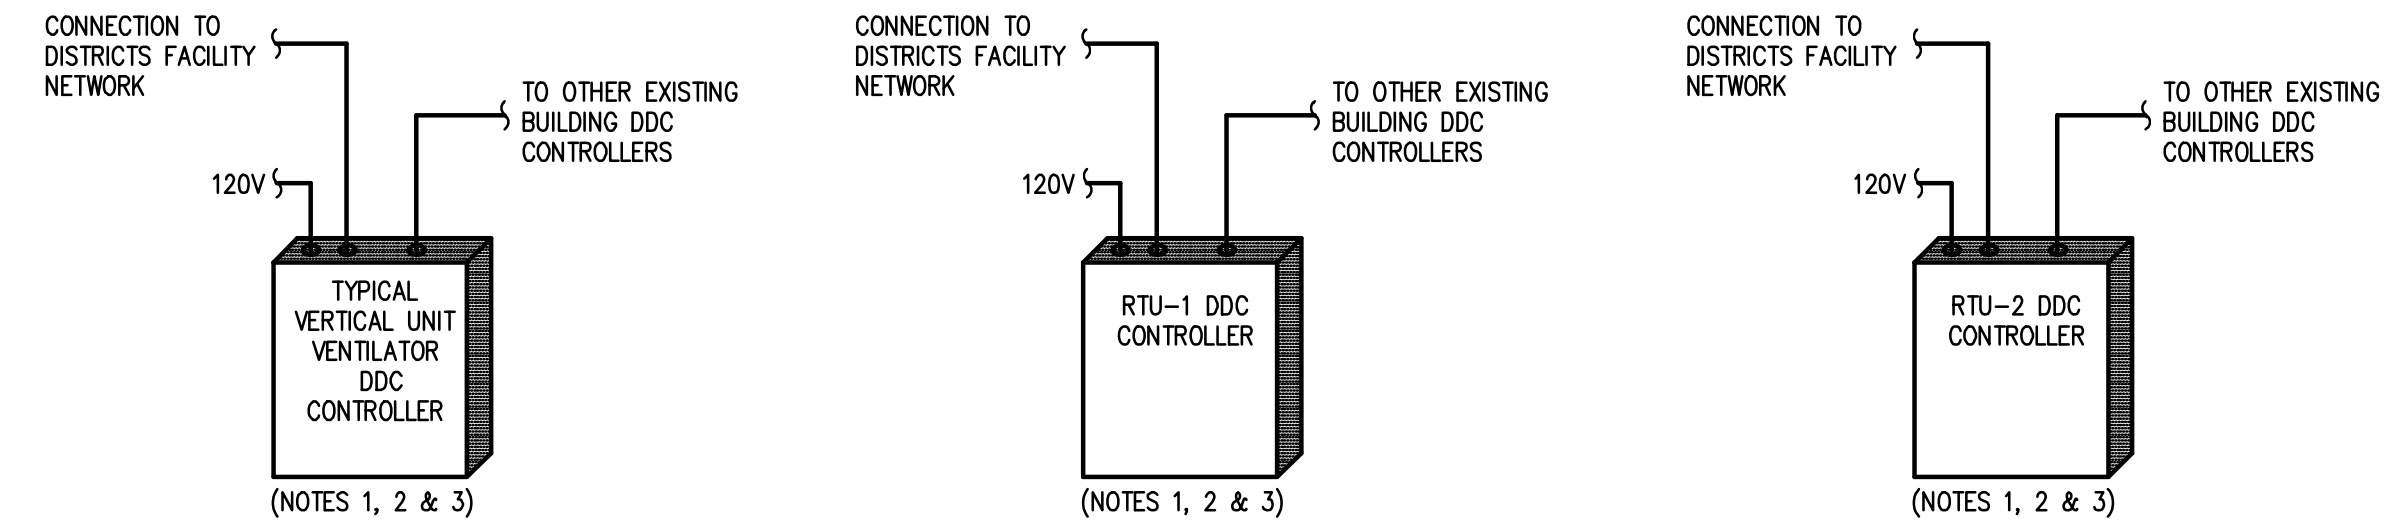 CONNECTION TO
DISTRICTS FACILITY
NETWORK
TO OTHER EXISTING
BUILDING DDC
CONTROLLERS
120V
TYPICAL
VERTICAL UNIT
VENTILATOR
DDC
CONTROLLER
(NOTES 1, 2 & 3)
CONNECTION TO
DISTRICTS FACILITY
NETWORK
TO OTHER EXISTING
BUILDING DDC
CONTROLLERS
120V
RTU-1 DDC
CONTROLLER
(NOTES 1, 2 & 3)
CONNECTION TO
DISTRICTS FACILITY
NETWORK
TO OTHER EXISTING
BUILDING DDC
CONTROLLERS
120V
RTU-2 DDC
CONTROLLER
(NOTES 1, 2 & 3)